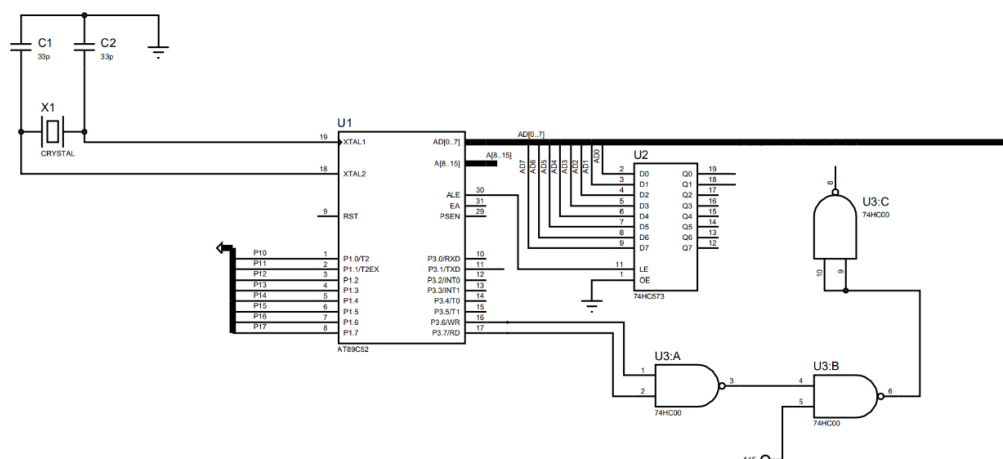 C1
33p
C2
33p
X1
CRYSTAL
U1
19 XTAL1
18 XTAL2
9 RST
P10 1 P1.0/T2
P11 2 P1.1/T2EX
P12 3 P1.2
P13 4 P1.3
P14 5 P1.4
P15 6 P1.5
P16 7 P1.6
P17 8 P1.7
AD[0..7]
A[8..15] A[8..15]
ALE 30
EA 31
PSEN 29
P3.0/RXD 10
P3.1/TXD 11
P3.2/INT0 12
P3.3/INT1 13
P3.4/T0 14
P3.5/T1 15
P3.6/WR 16
P3.7/RD 17
AT89C52
AD[0..7]
AD7
AD6
AD5
AD4
AD3
AD2
AD1
AD0
U2
2 D0 Q0 19
3 D1 Q1 18
4 D2 Q2 17
5 D3 Q3 16
6 D4 Q4 15
7 D5 Q5 14
8 D6 Q6 13
9 D7 Q7 12
11 LE
1 OE
74HC573
U3:A
1
2
3
74HC00
U3:B
4
5
6
74HC00
U3:C
74HC00
8
10
9